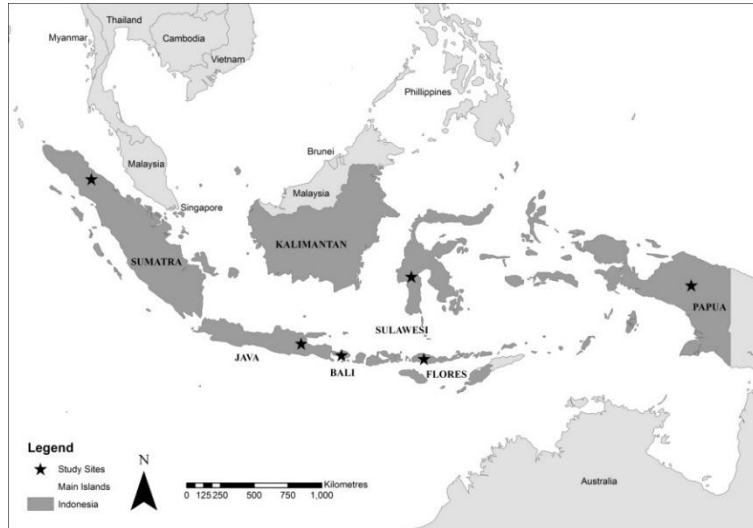 Thailand
Myanmar
Cambodia
Vietnam
Phillippines
Brunei
Malaysia
Malaysia
Singapore
KALIMANTAN
SUMATRA
PAPUA
SULAWESI
JAVA
BALI
FLORES
Legend
Study Sites
Main Islands
Indonesia
N
0 125 250 500 750 1,000 Kilometres
Australia